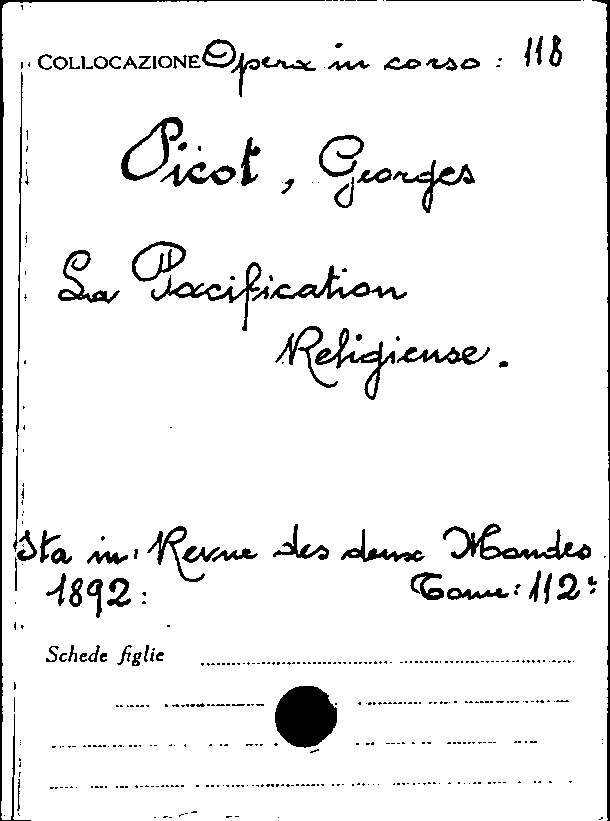 COLLOCAZIONE Opera in corso : 118
Picot, Georges
La Pacification
Religieuse.
Sta in: Revue des deux Mondes
1892: Tome: 112:
Schede figlie